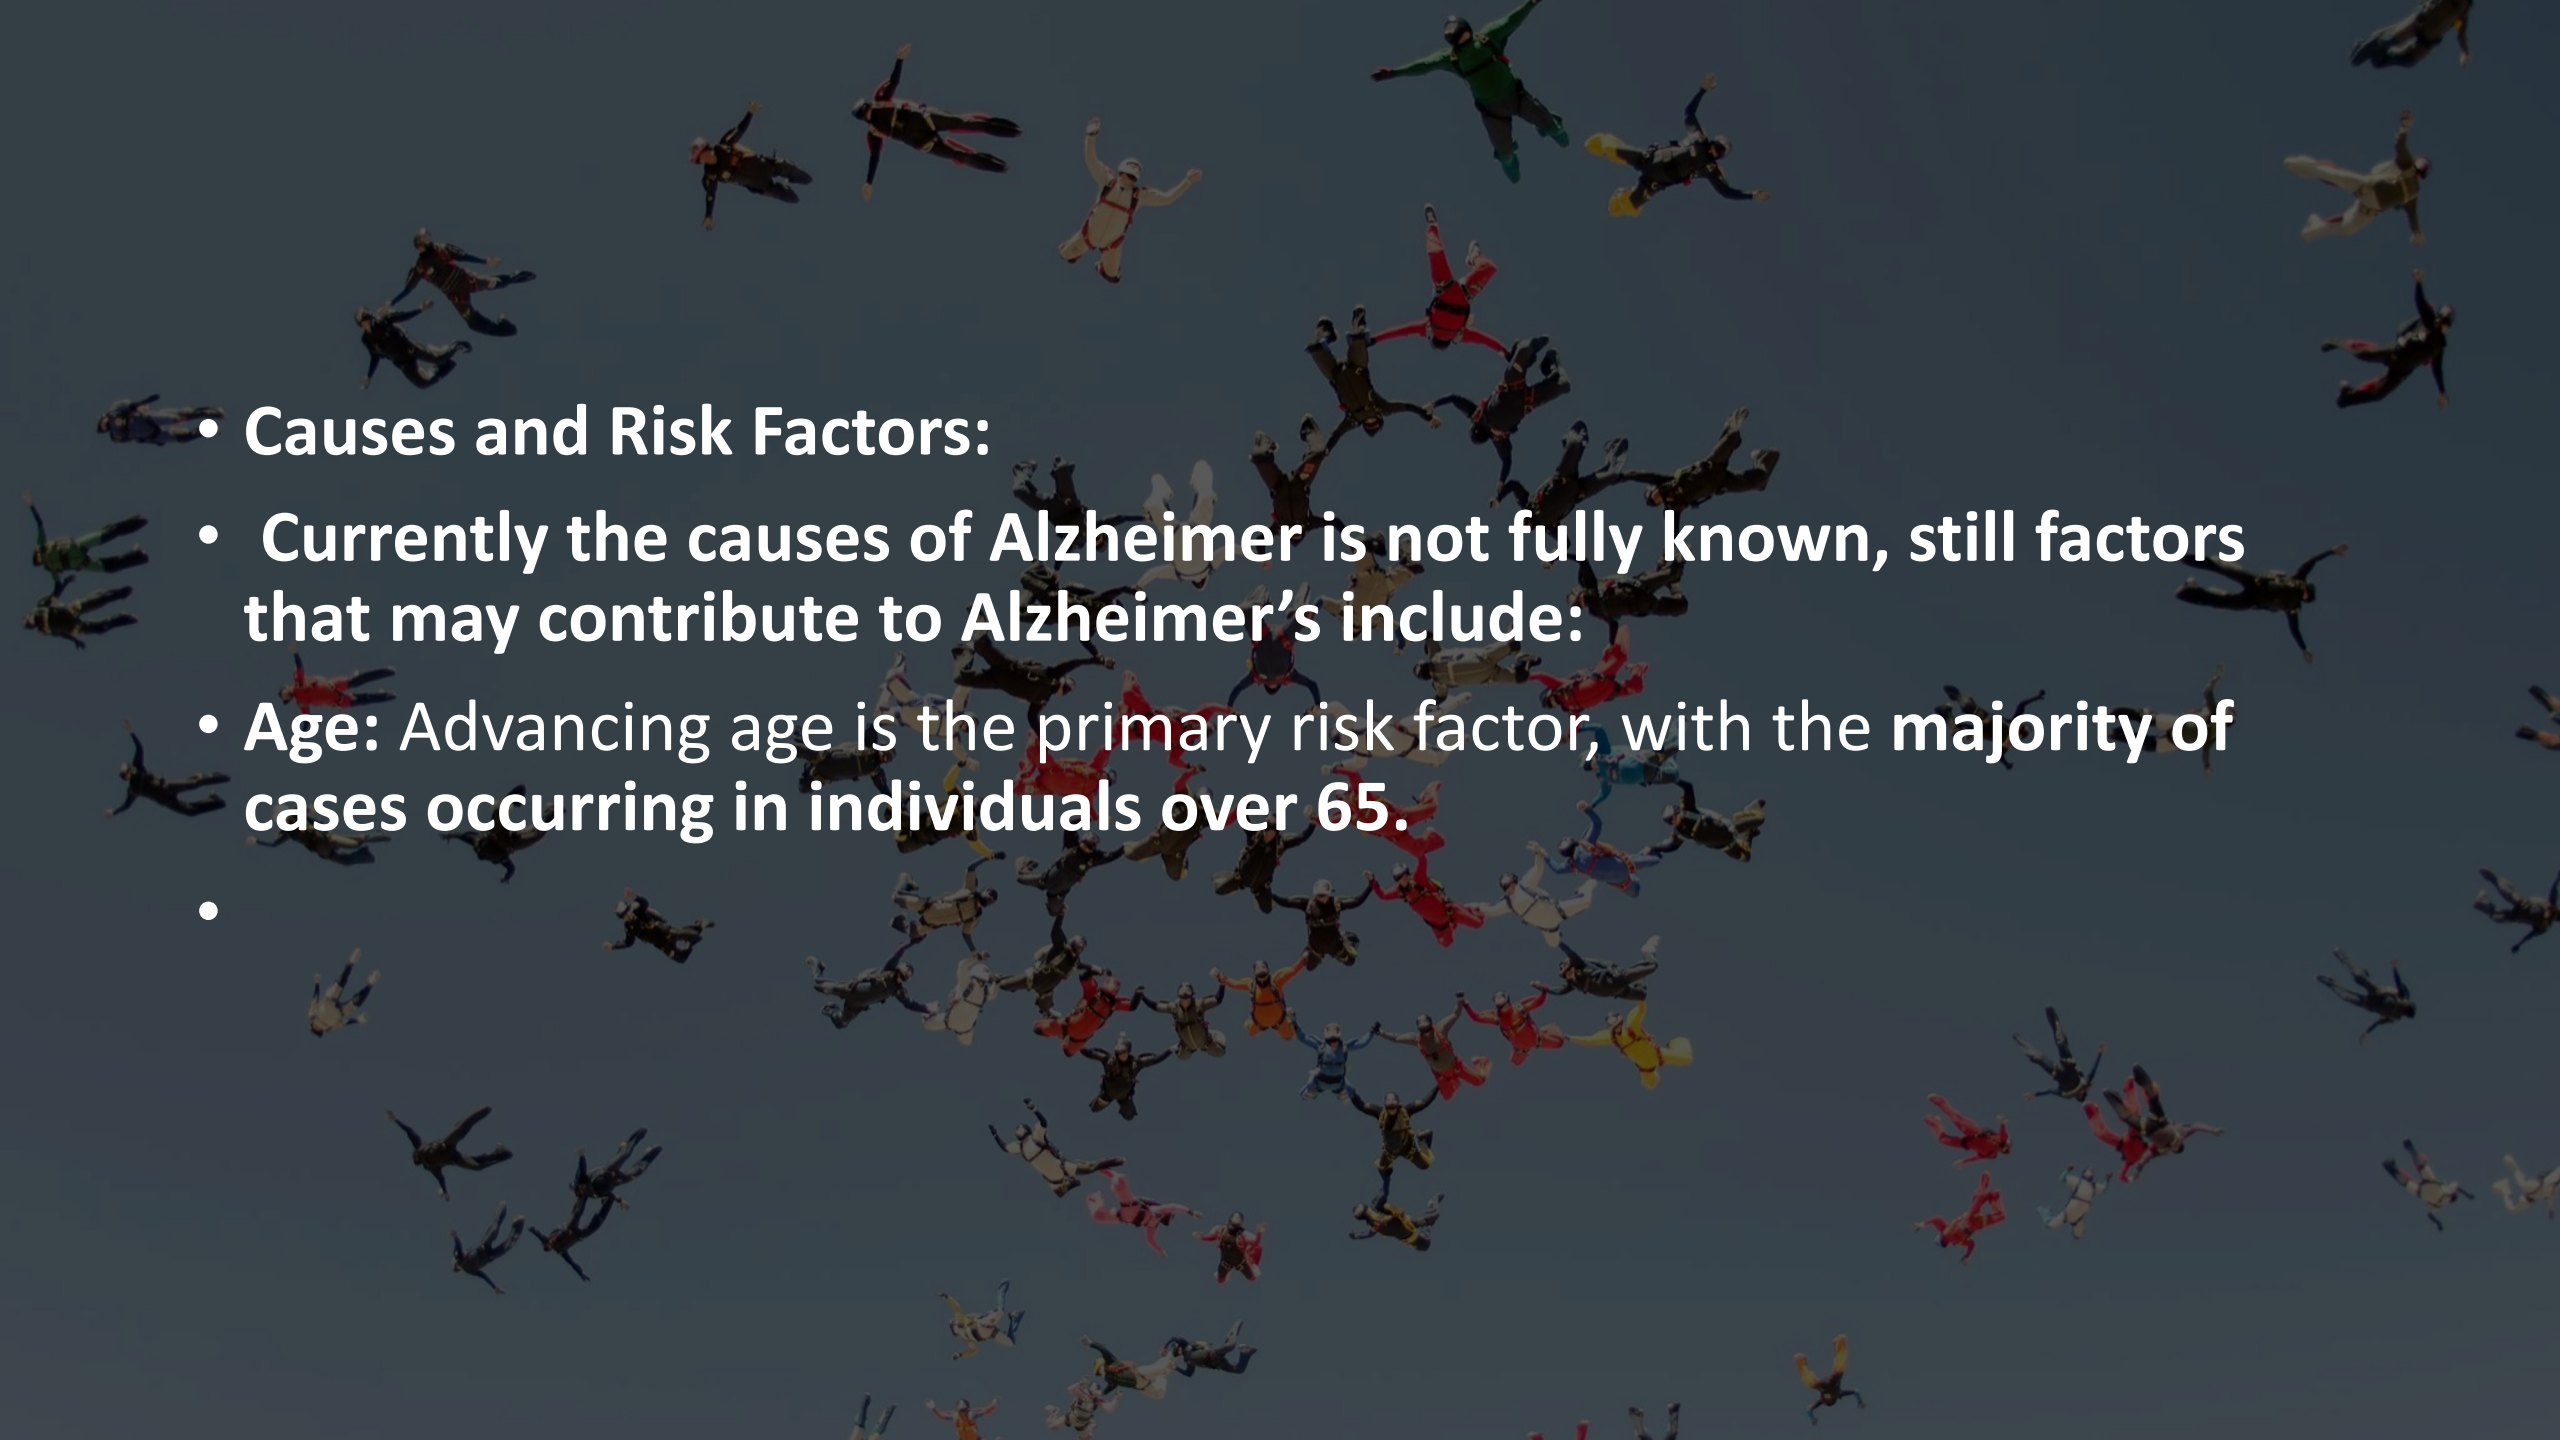 • Causes and Risk Factors:
• Currently the causes of Alzheimer is not fully known, still factors
that may contribute to Alzheimer’s include:
• Age: Advancing age is the primary risk factor, with the majority of
cases occurring in individuals over 65.
•